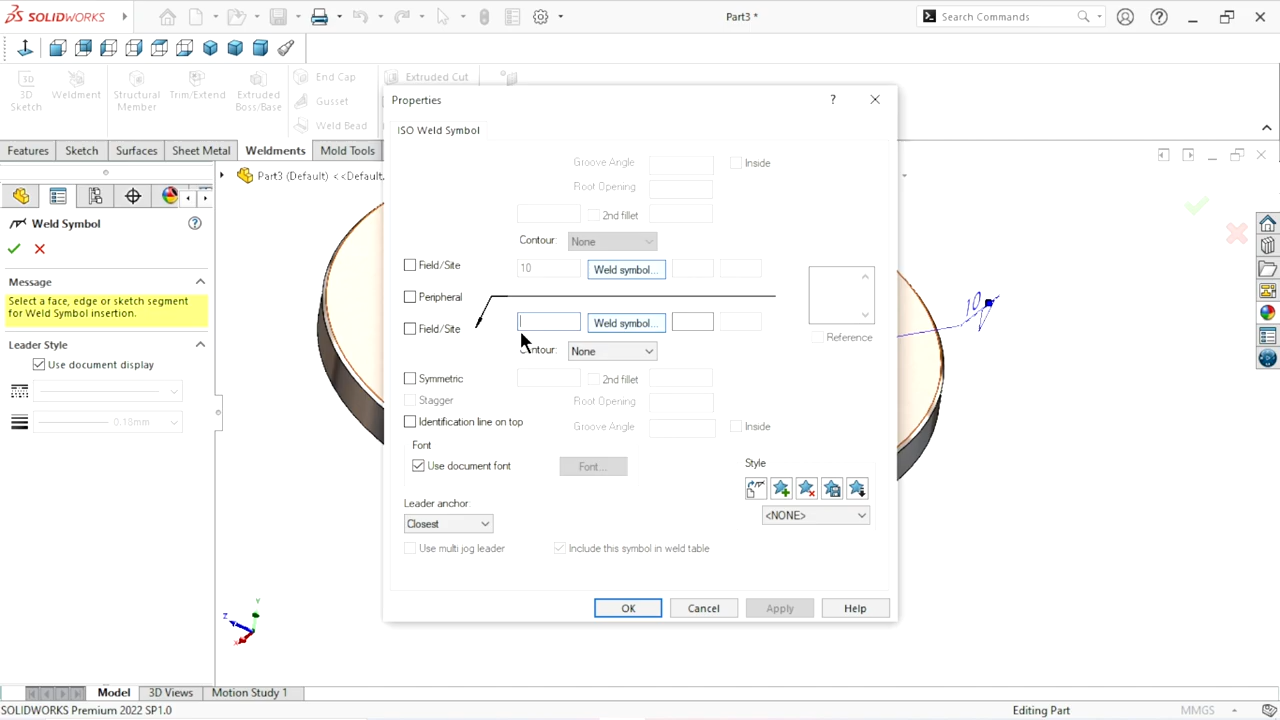 SOLIDWORKS
Part3 *
Search Commands
3D Sketch
Weldment
Structural Member
Trim/Extend
Extruded Boss/Base
End Cap
Gusset
Weld Bead
Extruded Cut
Features
Sketch
Surfaces
Sheet Metal
Weldments
Mold Tools
Part3 (Default) <<Default.
Weld Symbol
Message
Select a face, edge or sketch segment
for Weld Symbol insertion.
Leader Style
Use document display
0.18mm
Properties
ISO Weld Symbol
Groove Angle
Inside
Root Opening
2nd fillet
Contour: None
Field/Site
10
Weld symbol...
Peripheral
Field/Site
Weld symbol...
Contour: None
Reference
Symmetric
2nd fillet
Stagger
Root Opening
Identification line on top
Groove Angle
Inside
Font
Use document font
Font...
Style
<NONE>
Leader anchor
Closest
Use multi jog leader
Include this symbol in weld table
OK
Cancel
Apply
Help
10
Y
Z
X
Model
3D Views
Motion Study 1
SOLIDWORKS Premium 2022 SP1.0
Editing Part
MMGS